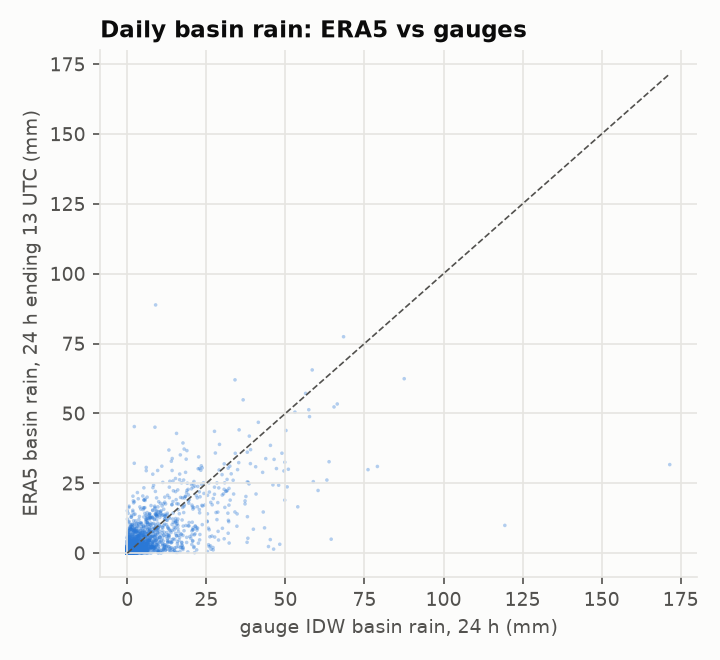 Daily basin rain: ERA5 vs gauges
ERA5 basin rain, 24 h ending 13 UTC (mm)
175
150
125
100
75
50
25
0
0 25 50 75 100 125 150 175
gauge IDW basin rain, 24 h (mm)